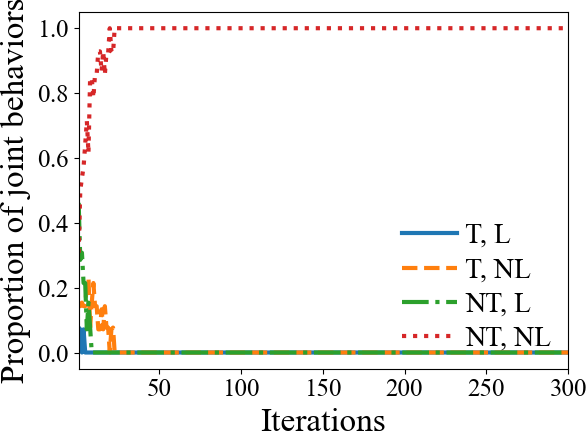 Proportion of joint behaviors
1.0
0.8
0.6
0.4
0.2
0.0
T, L
T, NL
NT, L
NT, NL
50 100 150 200 250 300
Iterations